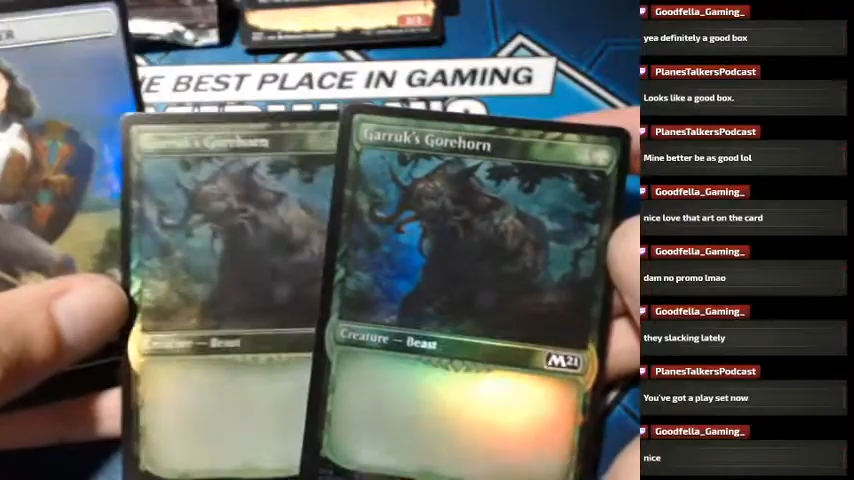 ER
HE BEST PLACE IN GAMING
Garruk's Gorehorn
Garruk's Gorehorn
Creature — Beast
Creature — Beast
M21
Goodfella_Gaming_
yea definitely a good box
PlanesTalkersPodcast
Looks like a good box.
PlanesTalkersPodcast
Mine better be as good lol
Goodfella_Gaming_
nice love that art on the card
Goodfella_Gaming_
dam no promo lmao
Goodfella_Gaming_
they slacking lately
PlanesTalkersPodcast
You've got a play set now
Goodfella_Gaming_
nice